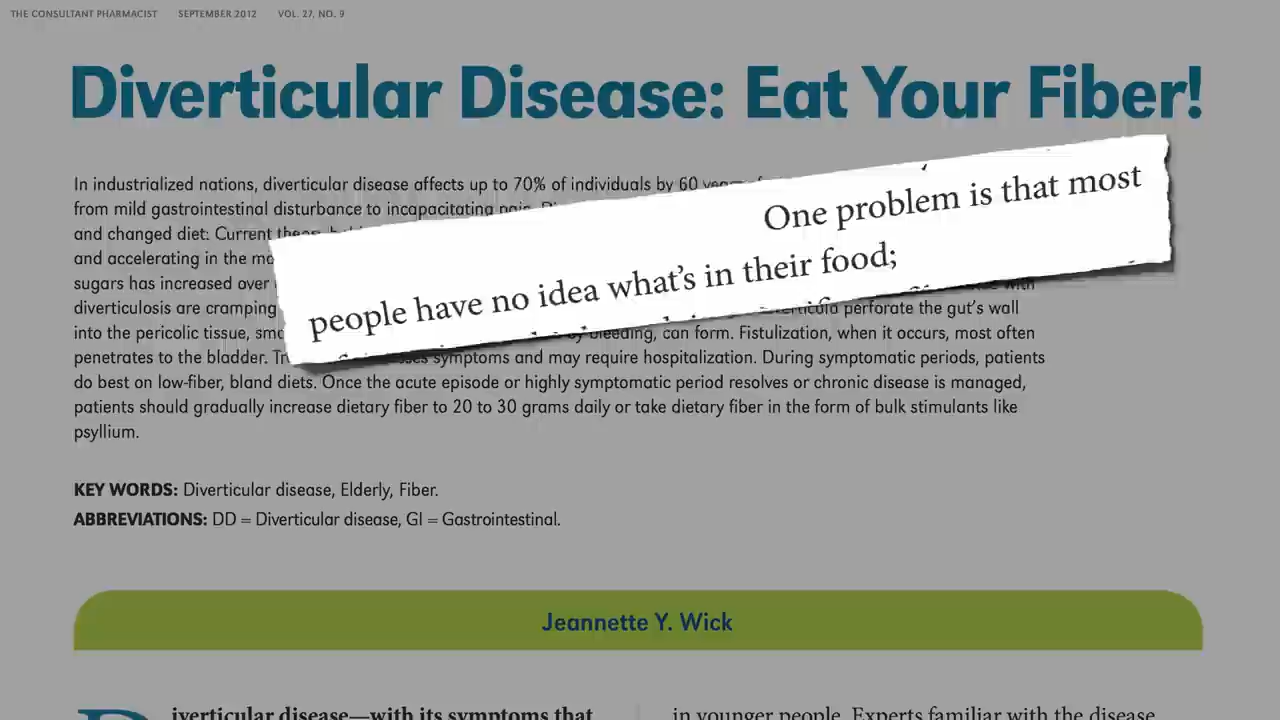 THE CONSULTANT PHARMACIST SEPTEMBER 2012 VOL. 27, NO. 9
Diverticular Disease: Eat Your Fiber!
In industrialized nations, diverticular disease affects up to 70% of individuals by 60
from mild gastrointestinal disturbance to incapacitating
and changed diet: Current
and accelerating in the
sugars has increased over
diverticulosis are cramping
perforate the gut's wall
into the pericolic tissue,
bleeding, can form. Fistulization, when it occurs, most often
penetrates to the bladder.
symptoms and may require hospitalization. During symptomatic periods, patients
do best on low-fiber, bland diets. Once the acute episode or highly symptomatic period resolves or chronic disease is managed,
patients should gradually increase dietary fiber to 20 to 30 grams daily or take dietary fiber in the form of bulk stimulants like
psyllium.
One problem is that most
people have no idea what's in their food;
KEY WORDS: Diverticular disease, Elderly, Fiber.
ABBREVIATIONS: DD = Diverticular disease, GI = Gastrointestinal.
Jeannette Y. Wick
Diverticular disease—with its symptoms that
in younger people. Experts familiar with the disease